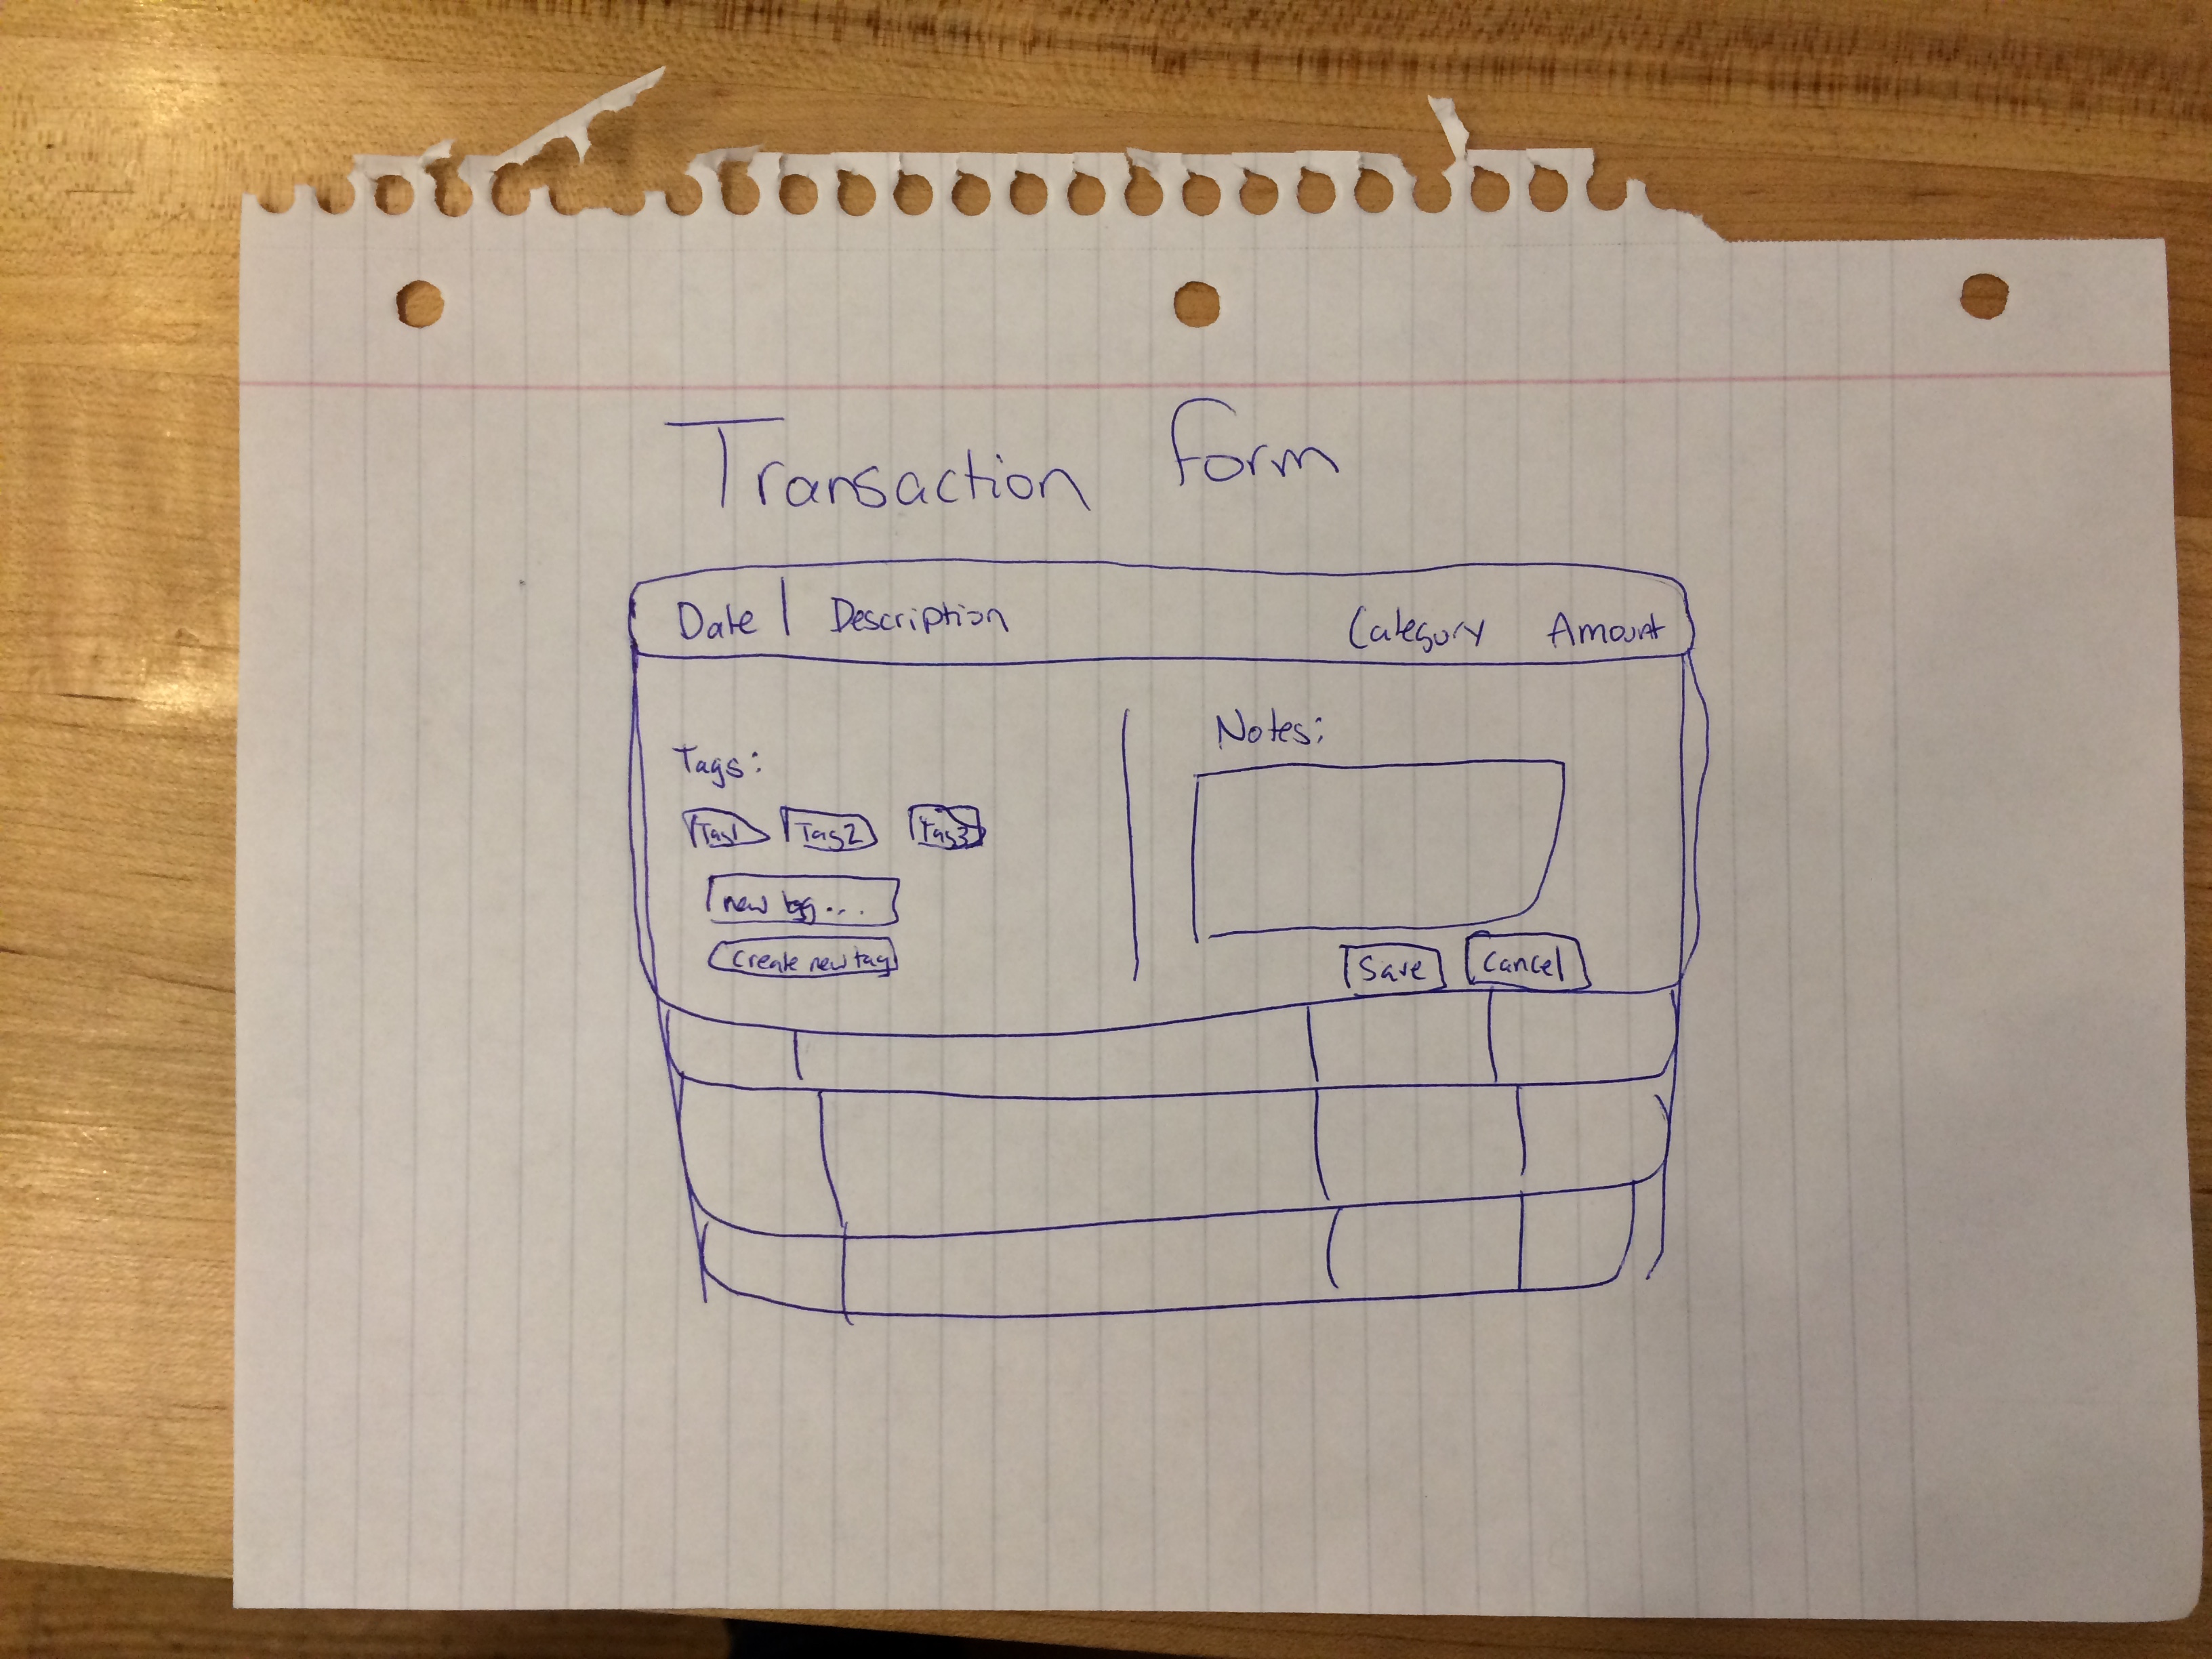 Transaction form
Date | Description Category Amount
Notes:
Tags:
Tag1 Tag2 tag3
new tag...
create new tag
Save Cancel